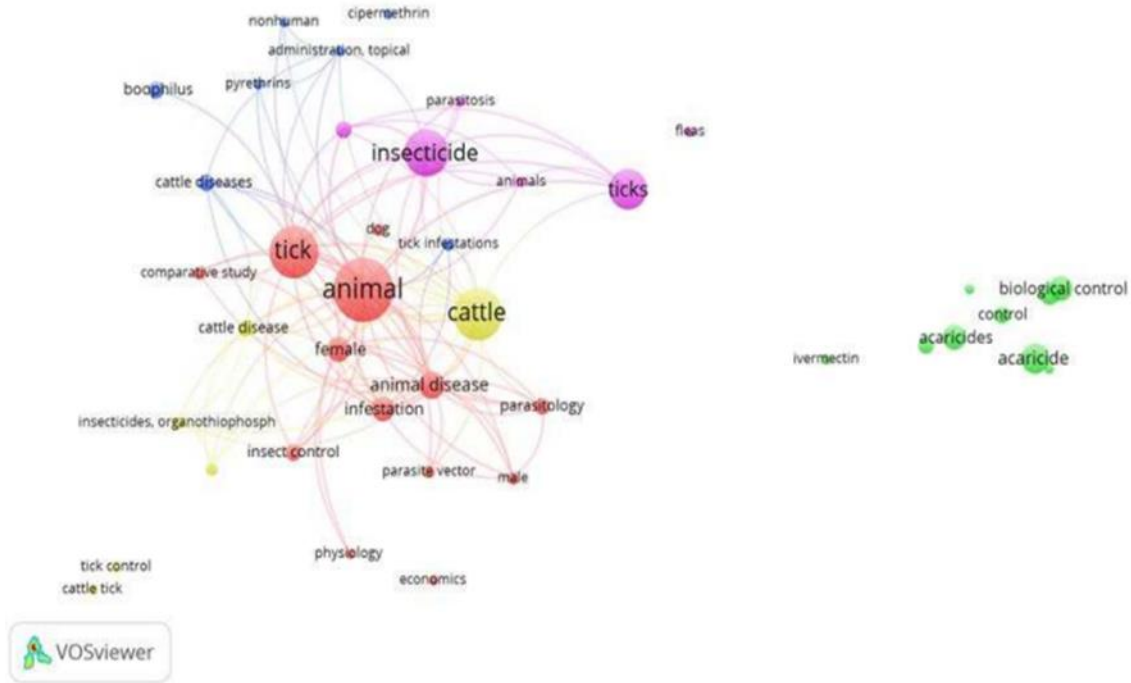 nonhuman
cipermethrin
administration, topical
boophilus
pyrethrins
parasitosis
fleas
insecticide
cattle diseases
animals
ticks
dog
tick
tick infestations
comparative study
animal
biological control
cattle
control
cattle disease
acaricides
female
ivermectin
acaricide
animal disease
infestation
parasitology
insecticides, organothiophosph
insect control
parasite vector
male
physiology
tick control
economics
cattle tick
VOSviewer